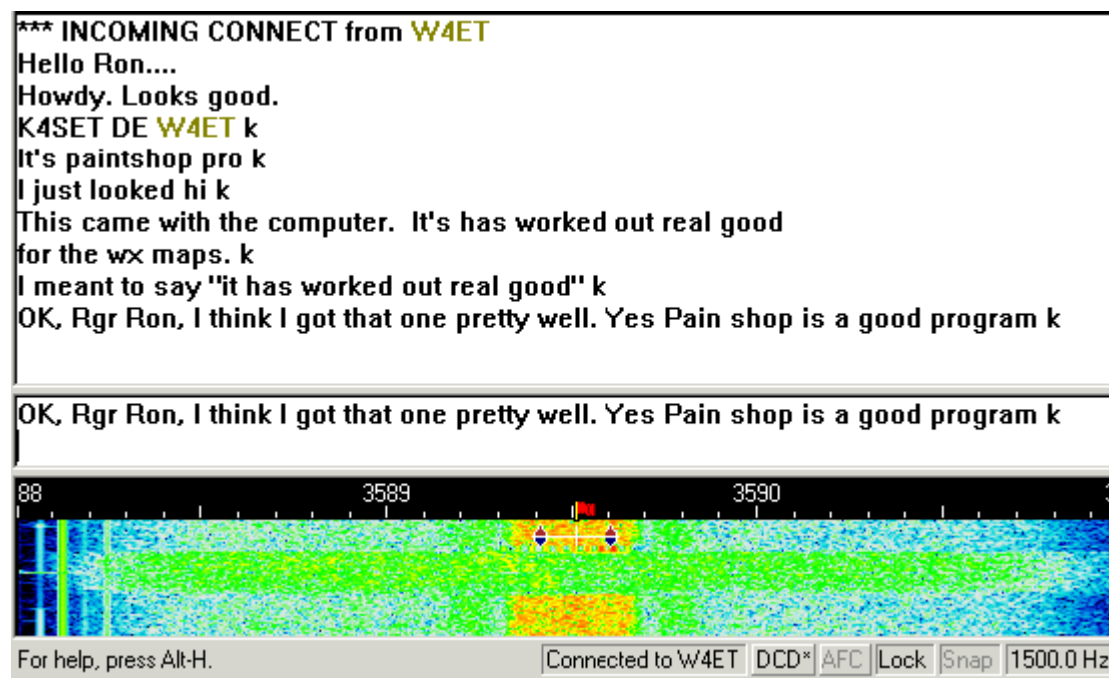 *** INCOMING CONNECT from W4ET
Hello Ron....
Howdy. Looks good.
K4SET DE W4ET k
It's paintshop pro k
I just looked hi k
This came with the computer.  It's has worked out real good
for the wx maps. k
I meant to say "it has worked out real good" k
OK, Rgr Ron, I think I got that one pretty well. Yes Pain shop is a good program k
OK, Rgr Ron, I think I got that one pretty well. Yes Pain shop is a good program k
88 3589 3590
For help, press Alt-H. Connected to W4ET DCD* AFC Lock Snap 1500.0 Hz